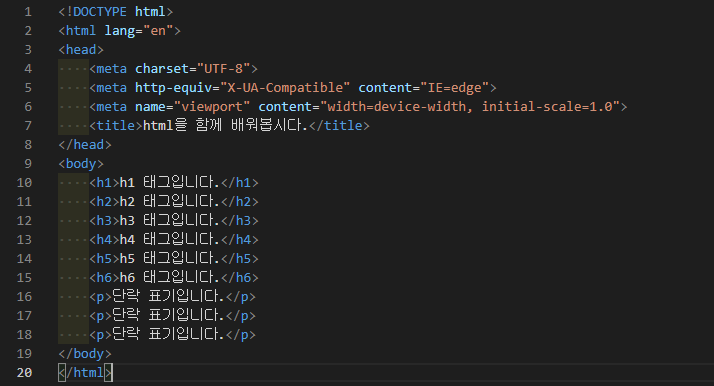 1 <!DOCTYPE html>
2 <html lang="en">
3 <head>
4     <meta charset="UTF-8">
5     <meta http-equiv="X-UA-Compatible" content="IE=edge">
6     <meta name="viewport" content="width=device-width, initial-scale=1.0">
7     <title>html을 함께 배워봅시다.</title>
8 </head>
9 <body>
10     <h1>h1 태그입니다.</h1>
11     <h2>h2 태그입니다.</h2>
12     <h3>h3 태그입니다.</h3>
13     <h4>h4 태그입니다.</h4>
14     <h5>h5 태그입니다.</h5>
15     <h6>h6 태그입니다.</h6>
16     <p>단락 표기입니다.</p>
17     <p>단락 표기입니다.</p>
18     <p>단락 표기입니다.</p>
19 </body>
20 </html>